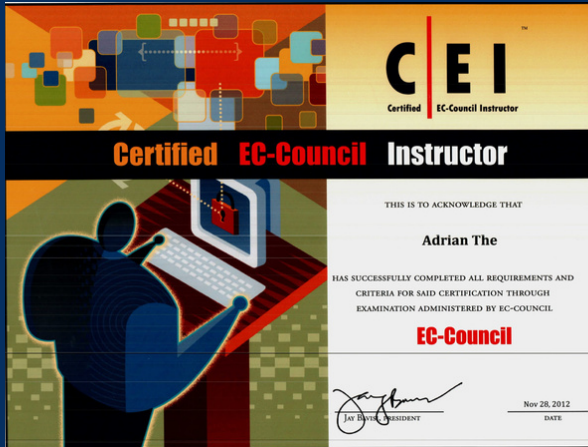 C|EI
™
Certified EC-Council Instructor
Certified EC-Council Instructor
THIS IS TO ACKNOWLEDGE THAT
Adrian The
HAS SUCCESSFULLY COMPLETED ALL REQUIREMENTS AND
CRITERIA FOR SAID CERTIFICATION THROUGH
EXAMINATION ADMINISTERED BY EC-COUNCIL
EC-Council
Nov 28, 2012
JAY BAVISI, PRESIDENT
DATE